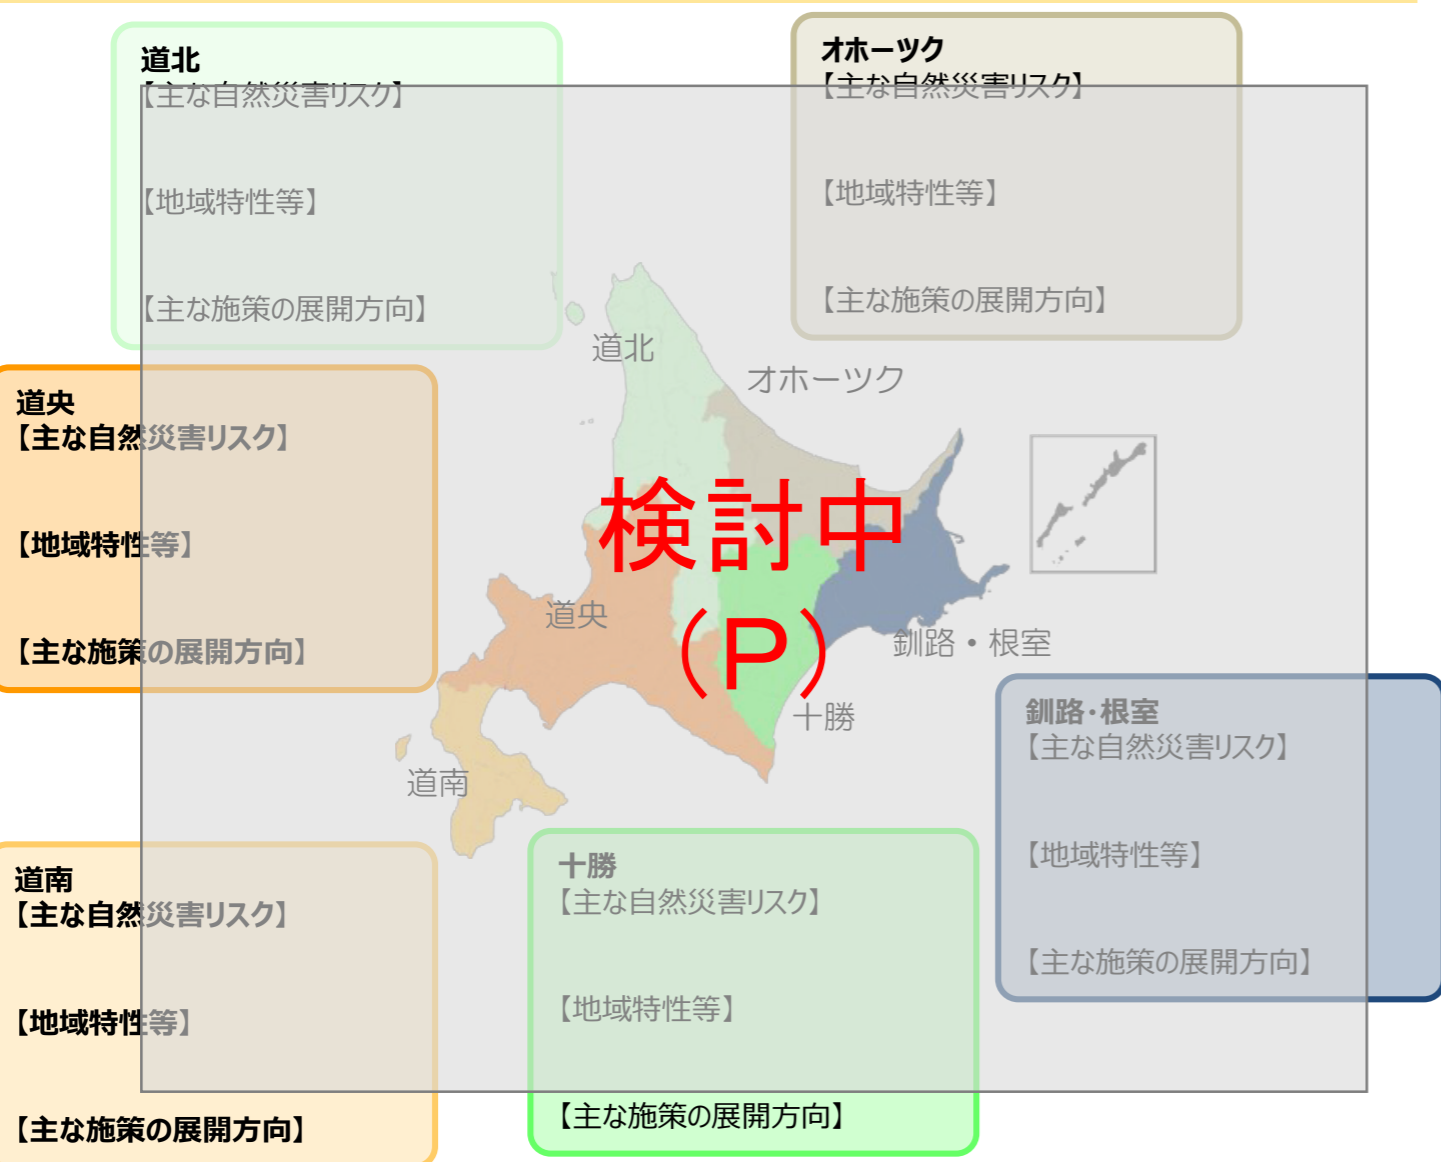 道北
【主な自然災害リスク】
【地域特性等】
【主な施策の展開方向】
オホーツク
【主な自然災害リスク】
【地域特性等】
【主な施策の展開方向】
道央
【主な自然災害リスク】
【地域特性等】
【主な施策の展開方向】
道北
オホーツク
道央
釧路・根室
十勝
道南
検討中
（P）
釧路・根室
【主な自然災害リスク】
【地域特性等】
【主な施策の展開方向】
道南
【主な自然災害リスク】
【地域特性等】
【主な施策の展開方向】
十勝
【主な自然災害リスク】
【地域特性等】
【主な施策の展開方向】